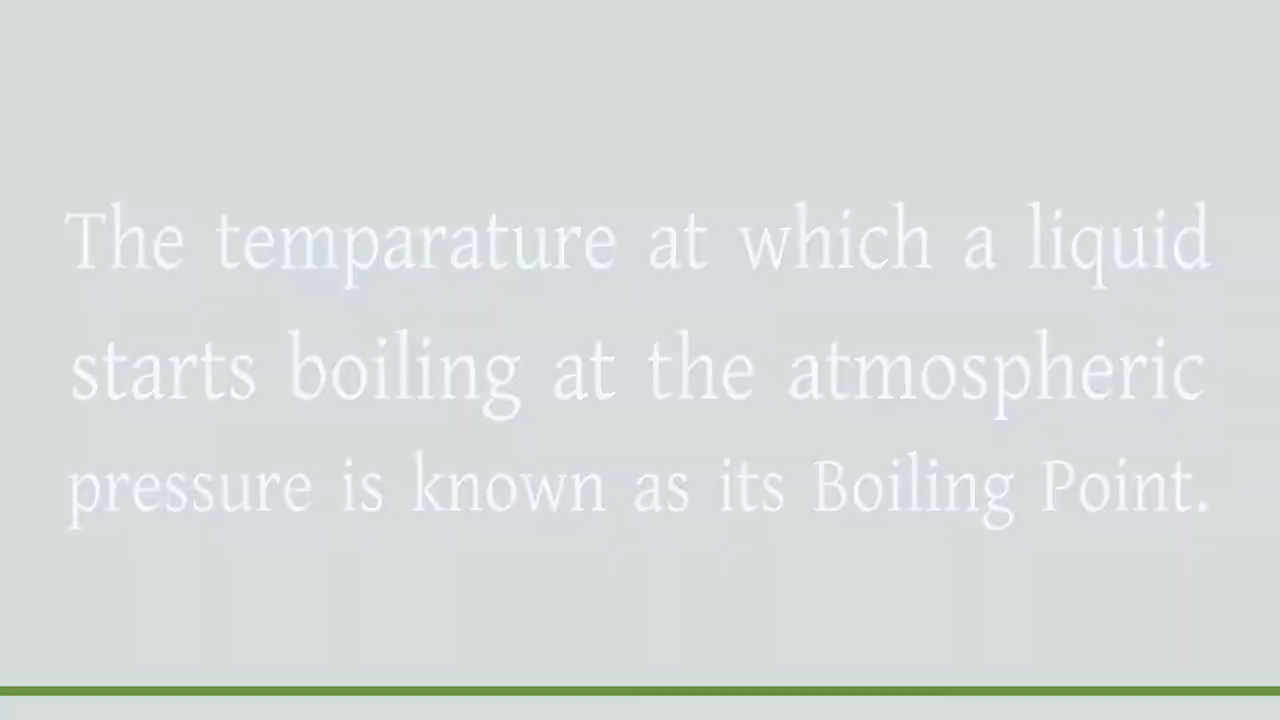 The temparature at which a liquid
starts boiling at the atmospheric
pressure is known as its Boiling Point.